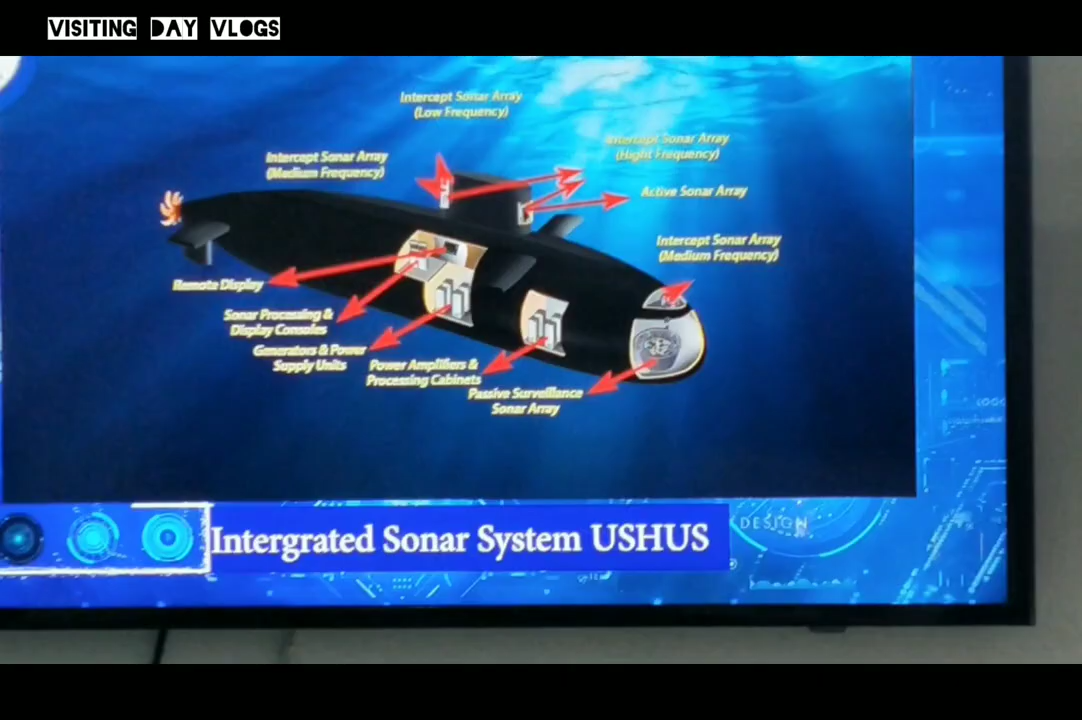 VISITING DAY VLOGS
Intercept Sonar Array
(Low Frequency)
Intercept Sonar Array
(Hight Frequency)
Intercept Sonar Array
(Medium Frequency)
Active Sonar Array
Intercept Sonar Array
(Medium Frequency)
Remote Display
Sonar Processing &
Display Consoles
Generators & Power
Supply Units
Power Amplifiers &
Processing Cabinets
Passive Surveillance
Sonar Array
Intergrated Sonar System USHUS
DESIGN